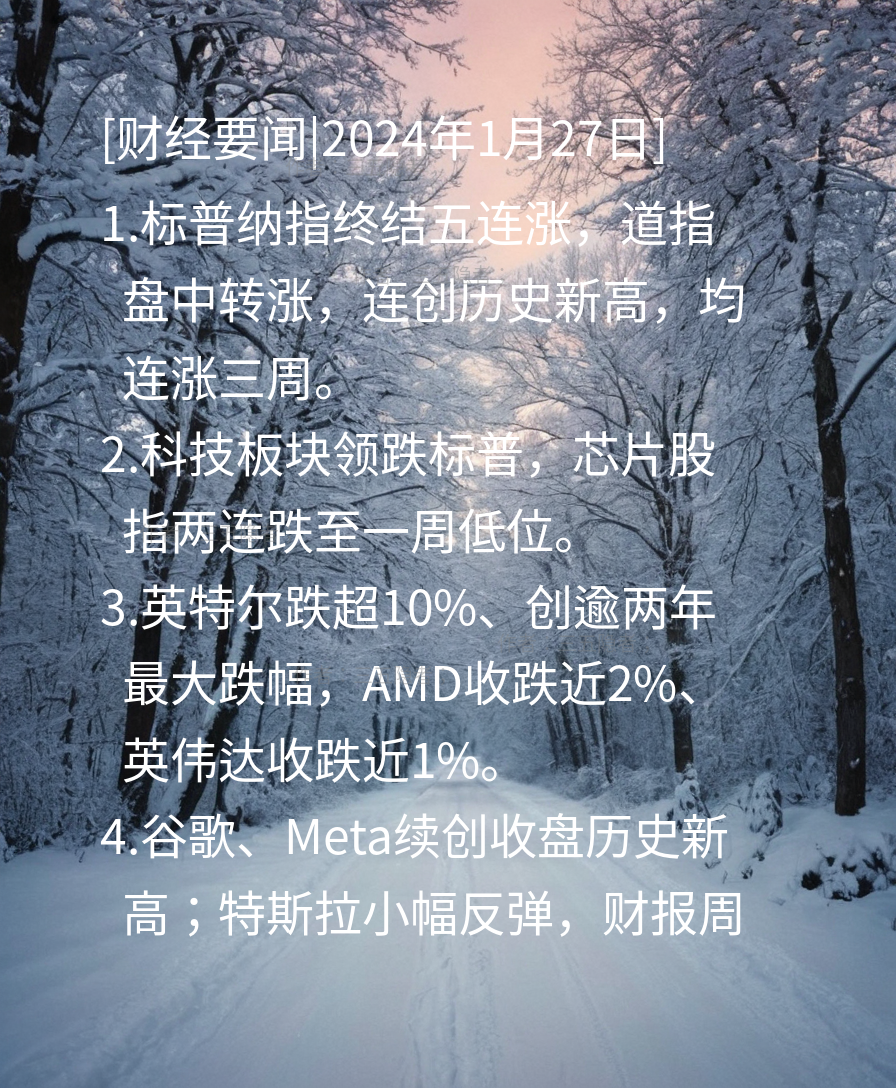 [财经要闻|2024年1月27日]
1.标普纳指终结五连涨，道指
盘中转涨，连创历史新高，均
连涨三周。
2.科技板块领跌标普，芯片股
指两连跌至一周低位。
3.英特尔跌超10%、创逾两年
最大跌幅，AMD收跌近2%、
英伟达收跌近1%。
4.谷歌、Meta续创收盘历史新
高；特斯拉小幅反弹，财报周